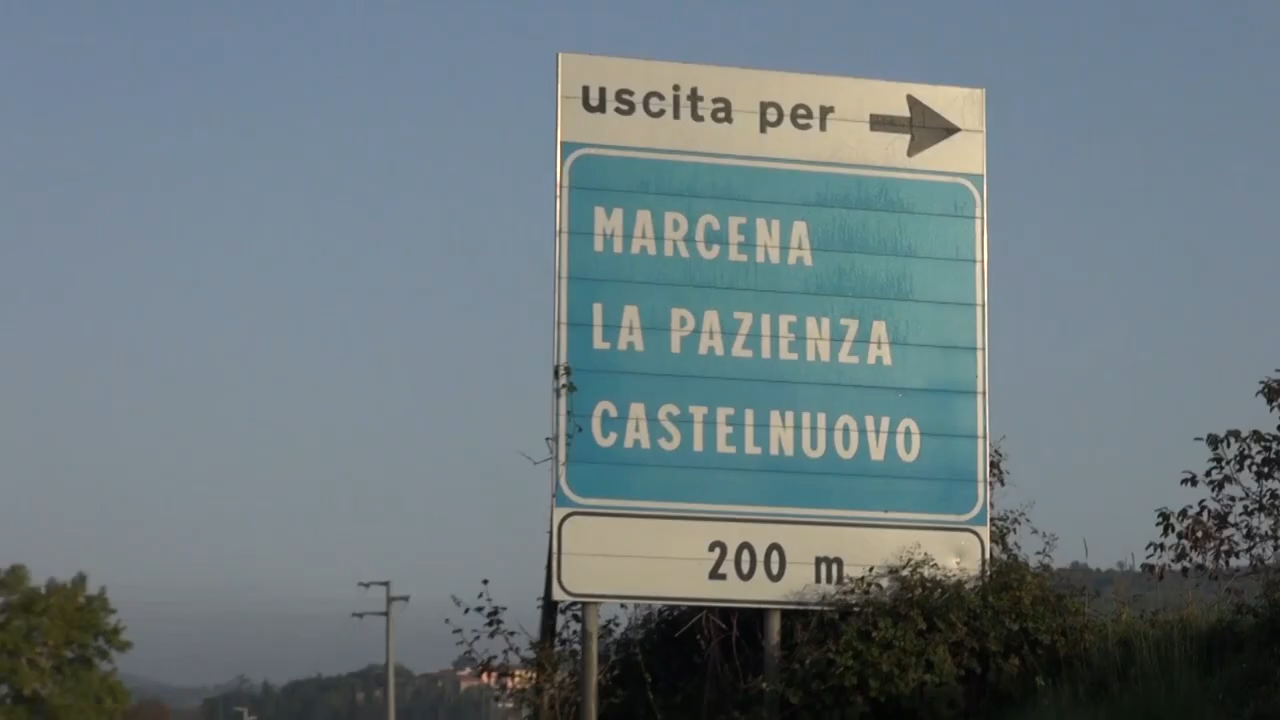 uscita per
MARCENA
LA PAZIENZA
CASTELNUOVO
200 m